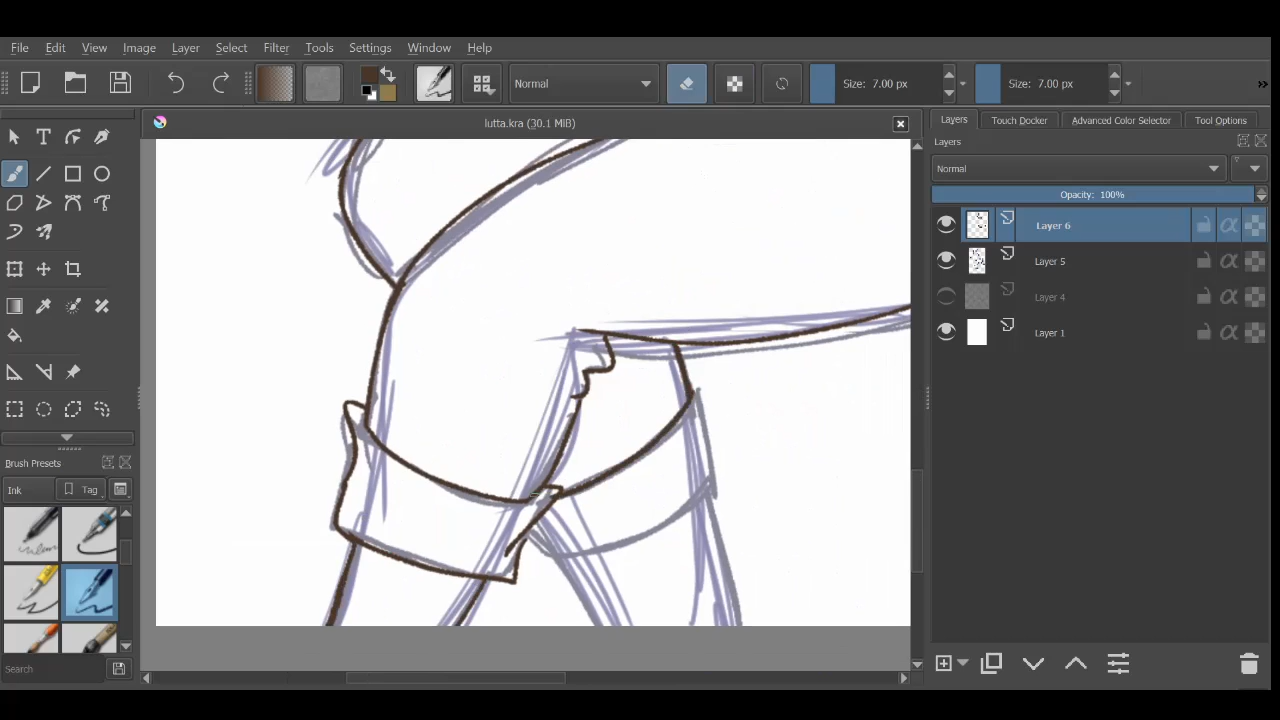 File Edit View Image Layer Select Filter Tools Settings Window Help
Normal Size: 7.00 px Size: 7.00 px
lutta.kra (30.1 MiB)
Layers Touch Docker Advanced Color Selector Tool Options
Layers
Normal
Opacity: 100%
Layer 6
Layer 5
Layer 4
Layer 1
Brush Presets
Ink Tag
Search